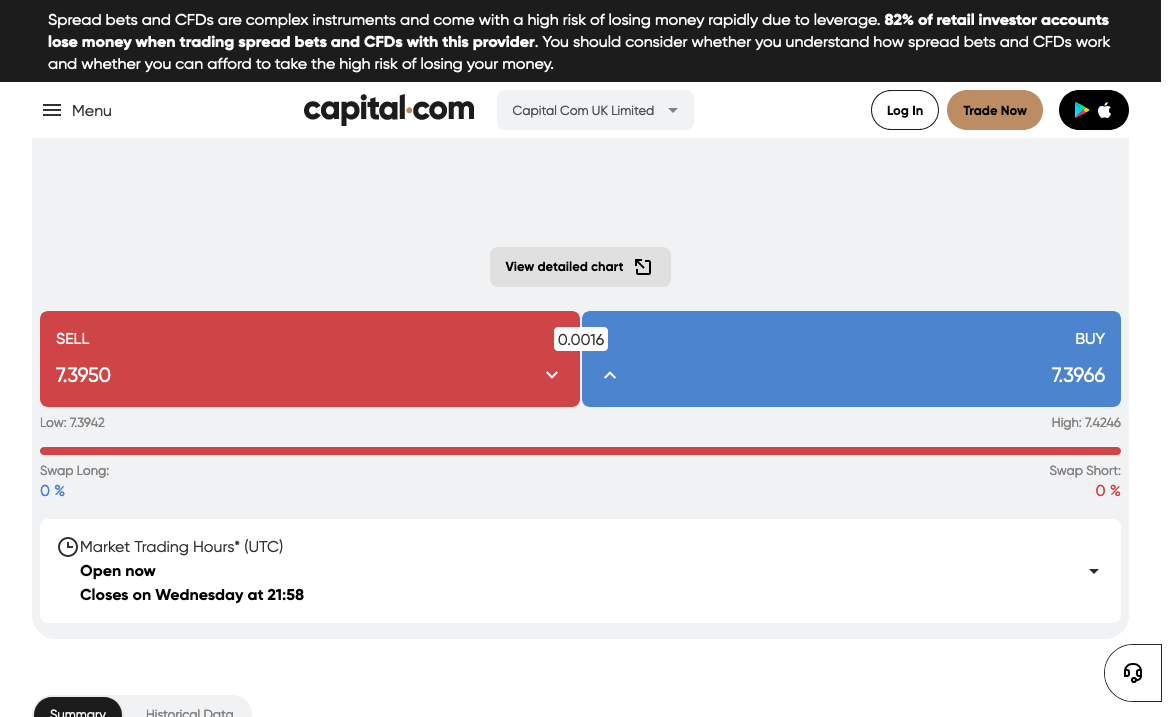 Spread bets and CFDs are complex instruments and come with a high risk of losing money rapidly due to leverage. 82% of retail investor accounts
lose money when trading spread bets and CFDs with this provider. You should consider whether you understand how spread bets and CFDs work
and whether you can afford to take the high risk of losing your money.
Menu
capital.com
Capital Com UK Limited
Log In
Trade Now
View detailed chart
SELL
0.0016
BUY
7.3950
7.3966
Low: 7.3942
High: 7.4246
Swap Long:
Swap Short:
0 %
0 %
Market Trading Hours* (UTC)
Open now
Closes on Wednesday at 21:58
Summary
Historical Data